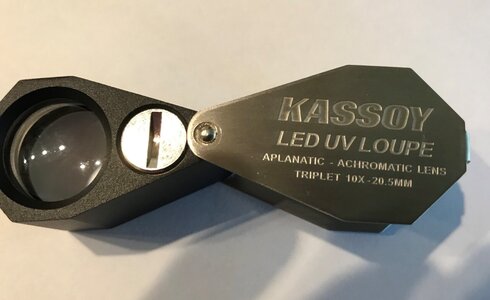 KASSOY
LED UV LOUPE
APLANATIC - ACHROMATIC LENS
TRIPLET 10X - 20.5MM